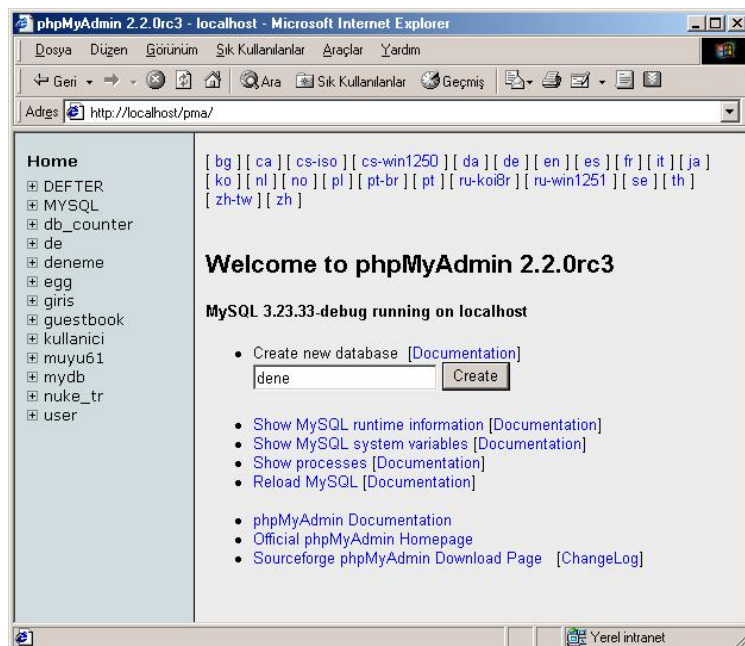 phpMyAdmin 2.2.0rc3 - localhost - Microsoft Internet Explorer
Dosya Düzen Görünüm Sık Kullanılanlar Araçlar Yardım
Geri Ara Sık Kullanılanlar Geçmiş
Adres http://localhost/pma/
Home
DEFTER
MYSQL
db_counter
de
deneme
egg
giris
guestbook
kullanici
muyu61
mydb
nuke_tr
user
[ bg ] [ ca ] [ cs-iso ] [ cs-win1250 ] [ da ] [ de ] [ en ] [ es ] [ fr ] [ it ] [ ja ]
[ ko ] [ nl ] [ no ] [ pl ] [ pt-br ] [ pt ] [ ru-koi8r ] [ ru-win1251 ] [ se ] [ th ]
[ zh-tw ] [ zh ]
Welcome to phpMyAdmin 2.2.0rc3
MySQL 3.23.33-debug running on localhost
Create new database [Documentation]
dene Create
Show MySQL runtime information [Documentation]
Show MySQL system variables [Documentation]
Show processes [Documentation]
Reload MySQL [Documentation]
phpMyAdmin Documentation
Official phpMyAdmin Homepage
Sourceforge phpMyAdmin Download Page [ChangeLog]
Yerel intranet